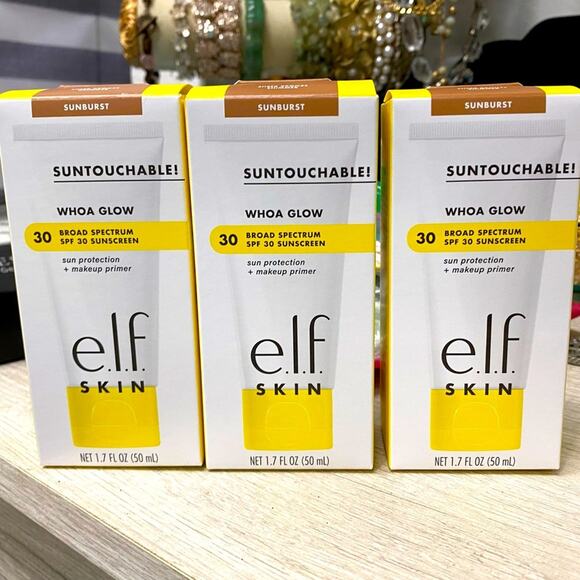 SUNBURST
SUNTOUCHABLE!
WHOA GLOW
30 BROAD SPECTRUM
SPF 30 SUNSCREEN
sun protection
+ makeup primer
e.l.f.
SKIN
NET 1.7 FL OZ (50 mL)
SUNBURST
SUNTOUCHABLE!
WHOA GLOW
30 BROAD SPECTRUM
SPF 30 SUNSCREEN
sun protection
+ makeup primer
e.l.f.
SKIN
NET 1.7 FL OZ (50 mL)
SUNBURST
SUNTOUCHABLE!
WHOA GLOW
30 BROAD SPECTRUM
SPF 30 SUNSCREEN
sun protection
+ makeup primer
e.l.f.
SKIN
NET 1.7 FL OZ (50 mL)